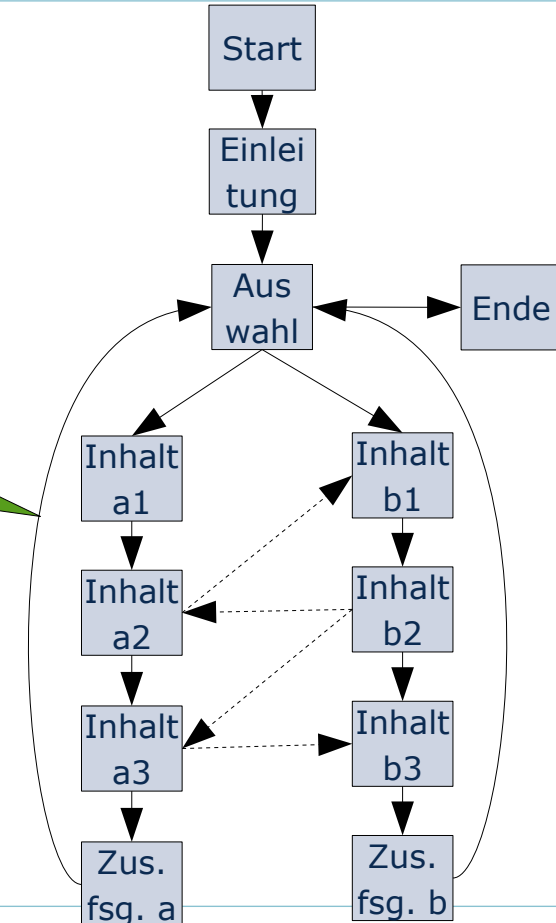 Start
Einlei
tung
Aus
wahl
Ende
Inhalt
a1
Inhalt
b1
Inhalt
a2
Inhalt
b2
Inhalt
a3
Inhalt
b3
Zus.
fsg. a
Zus.
fsg. b